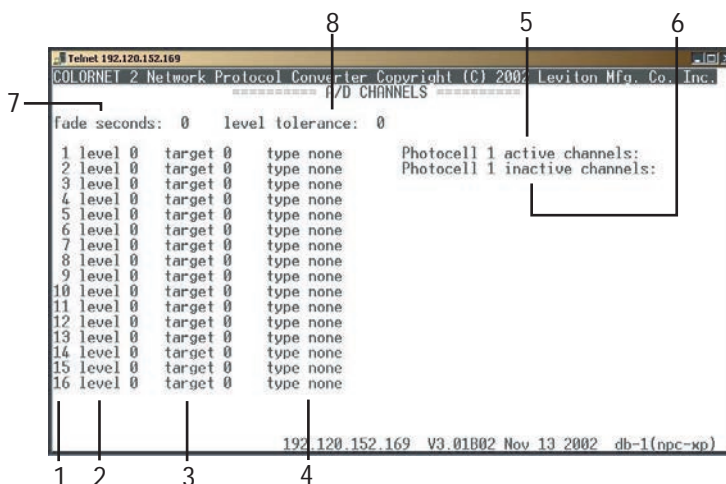 8 5 6
Telnet 192.120.152.169
COLORNET 2 Network Protocol Converter Copyright (C) 2002 Leviton Mfg. Co. Inc.
========== A/D CHANNELS ==========
7
fade seconds: 0 level tolerance: 0
1 level 0 target 0 type none Photocell 1 active channels:
2 level 0 target 0 type none Photocell 1 inactive channels:
3 level 0 target 0 type none
4 level 0 target 0 type none
5 level 0 target 0 type none
6 level 0 target 0 type none
7 level 0 target 0 type none
8 level 0 target 0 type none
9 level 0 target 0 type none
10 level 0 target 0 type none
11 level 0 target 0 type none
12 level 0 target 0 type none
13 level 0 target 0 type none
14 level 0 target 0 type none
15 level 0 target 0 type none
16 level 0 target 0 type none
192.120.152.169 V3.01B02 Nov 13 2002 db-1(npc-xp)
1 2 3 4